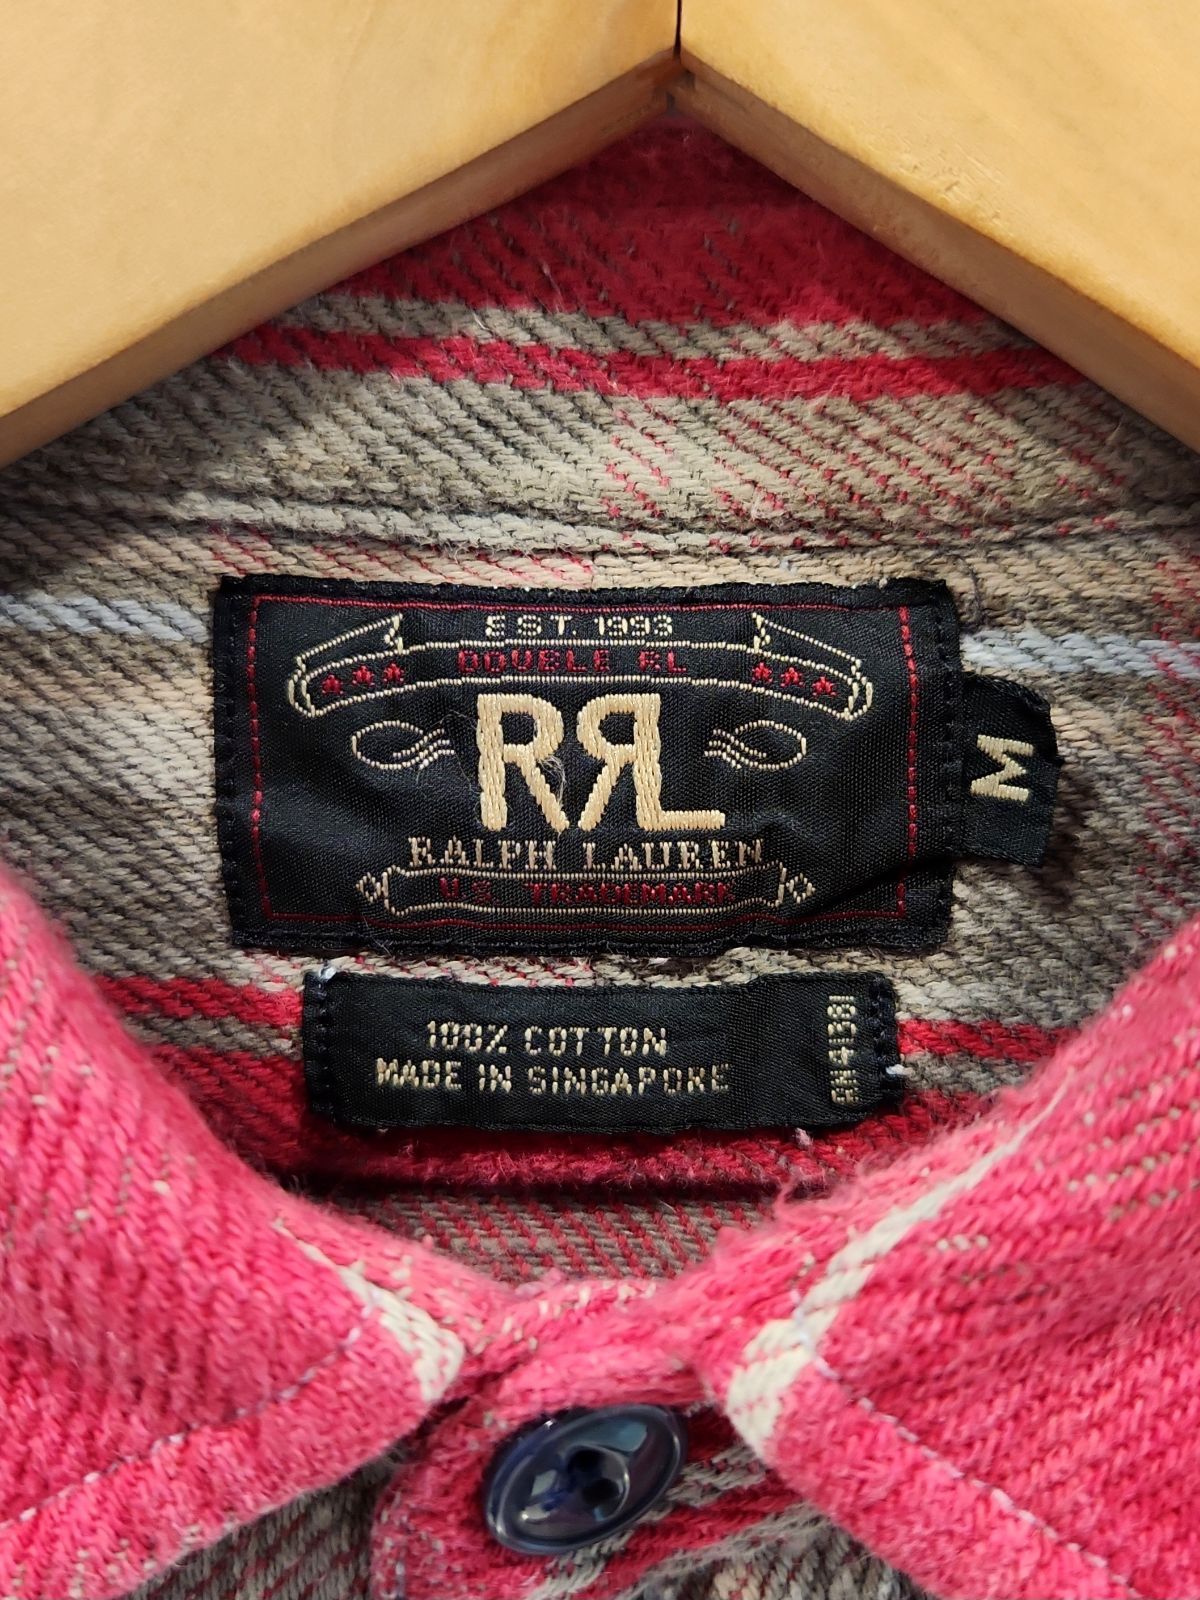 EST. 1993
DOUBLE RL
RRL
RALPH LAUREN
U.S. TRADEMARK
M
100% COTTON
MADE IN SINGAPORE